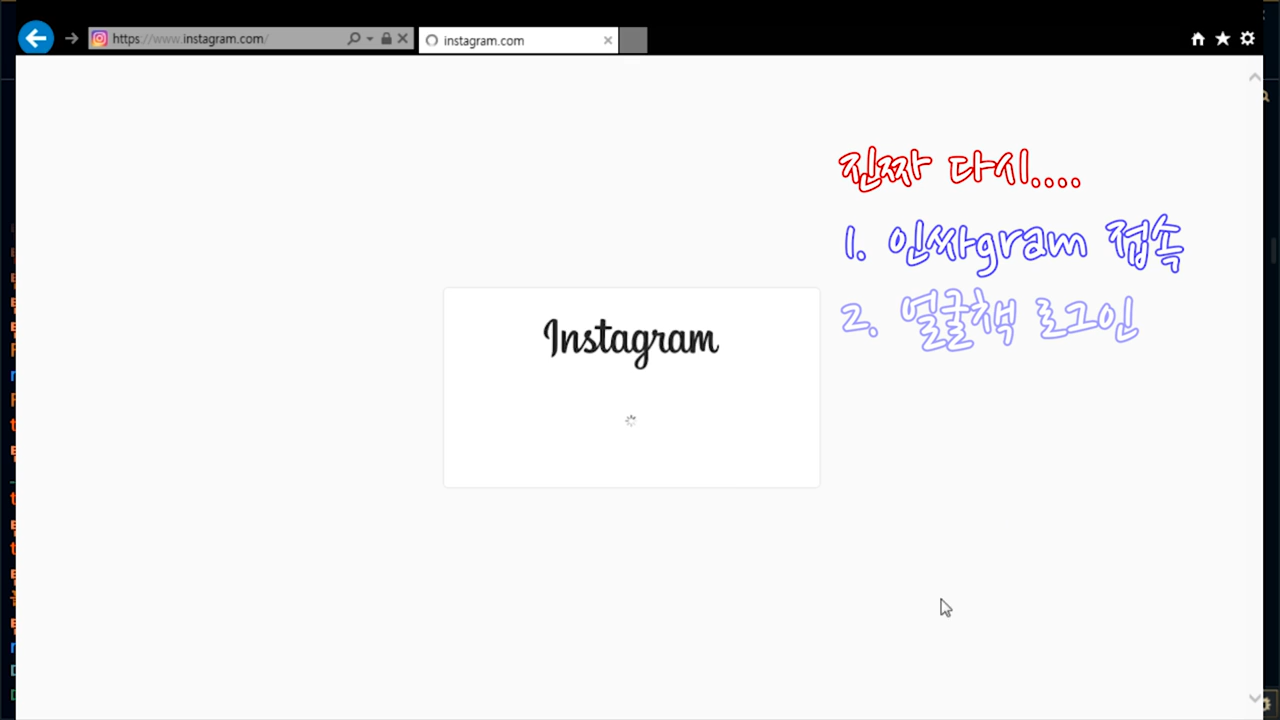 https://www.instagram.com/
instagram.com
진짜 다시....
1. 인싸gram 접속
2. 얼굴책 로그인
Instagram